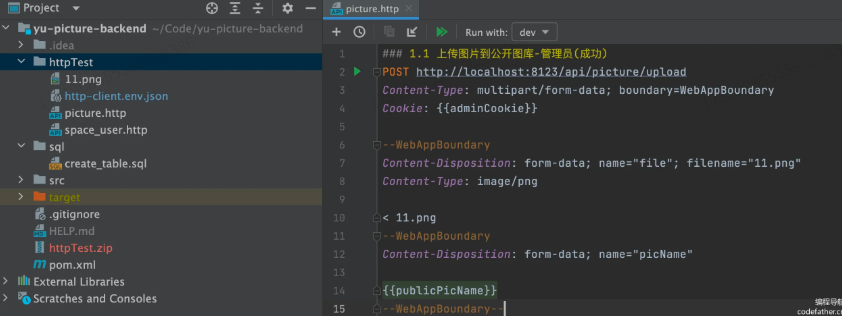 Project
yu-picture-backend ~/Code/yu-picture-backend
.idea
httpTest
11.png
http-client.env.json
picture.http
space_user.http
sql
create_table.sql
src
target
.gitignore
HELP.md
httpTest.zip
pom.xml
External Libraries
Scratches and Consoles
picture.http
Run with: dev
1 ### 1.1 上传图片到公开图库-管理员(成功)
2 POST http://localhost:8123/api/picture/upload
3 Content-Type: multipart/form-data; boundary=WebAppBoundary
4 Cookie: {{adminCookie}}
5
6 --WebAppBoundary
7 Content-Disposition: form-data; name="file"; filename="11.png"
8 Content-Type: image/png
9
10 < 11.png
11 --WebAppBoundary
12 Content-Disposition: form-data; name="picName"
13
14 {{publicPicName}}
15 --WebAppBoundary--
编程导航